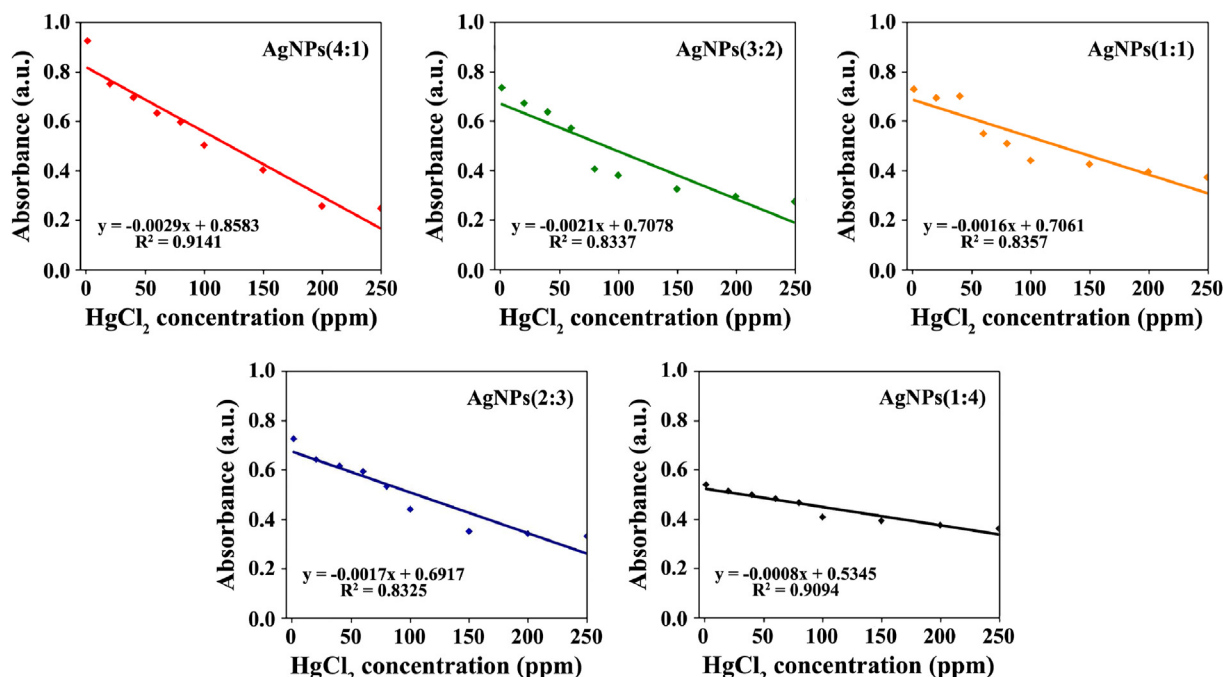 AgNPs(4:1)
Absorbance (a.u.)
1.0
0.8
0.6
0.4
0.2
0.0
y = -0.0029x + 0.8583
R² = 0.9141
0 50 100 150 200 250
HgCl₂ concentration (ppm)
AgNPs(3:2)
Absorbance (a.u.)
1.0
0.8
0.6
0.4
0.2
0.0
y = -0.0021x + 0.7078
R² = 0.8337
0 50 100 150 200 250
HgCl₂ concentration (ppm)
AgNPs(1:1)
Absorbance (a.u.)
1.0
0.8
0.6
0.4
0.2
0.0
y = -0.0016x + 0.7061
R² = 0.8357
0 50 100 150 200 250
HgCl₂ concentration (ppm)
AgNPs(2:3)
Absorbance (a.u.)
1.0
0.8
0.6
0.4
0.2
0.0
y = -0.0017x + 0.6917
R² = 0.8325
0 50 100 150 200 250
HgCl₂ concentration (ppm)
AgNPs(1:4)
Absorbance (a.u.)
1.0
0.8
0.6
0.4
0.2
0.0
y = -0.0008x + 0.5345
R² = 0.9094
0 50 100 150 200 250
HgCl₂ concentration (ppm)